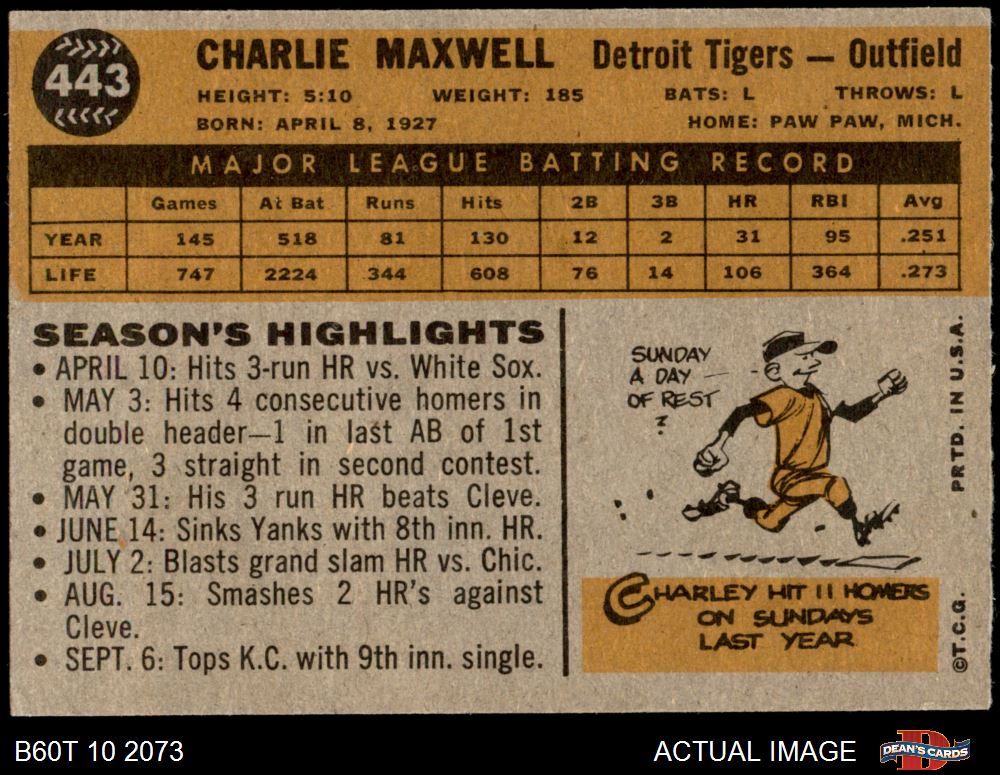 443
CHARLIE MAXWELL Detroit Tigers — Outfield
HEIGHT: 5:10 WEIGHT: 185 BATS: L THROWS: L
BORN: APRIL 8, 1927 HOME: PAW PAW, MICH.
MAJOR LEAGUE BATTING RECORD
Games At Bat Runs Hits 2B 3B HR RBI Avg
YEAR 145 518 81 130 12 2 31 95 .251
LIFE 747 2224 344 608 76 14 106 364 .273
SEASON'S HIGHLIGHTS
• APRIL 10: Hits 3-run HR vs. White Sox.
• MAY 3: Hits 4 consecutive homers in
double header—1 in last AB of 1st
game, 3 straight in second contest.
• MAY 31: His 3 run HR beats Cleve.
• JUNE 14: Sinks Yanks with 8th inn. HR.
• JULY 2: Blasts grand slam HR vs. Chic.
• AUG. 15: Smashes 2 HR's against
Cleve.
• SEPT. 6: Tops K.C. with 9th inn. single.
SUNDAY
A DAY
OF REST
?
CHARLEY HIT 11 HOMERS
ON SUNDAYS
LAST YEAR
©T.C.G. PRTD. IN U.S.A.
B60T 10 2073 ACTUAL IMAGE DEAN'S CARDS